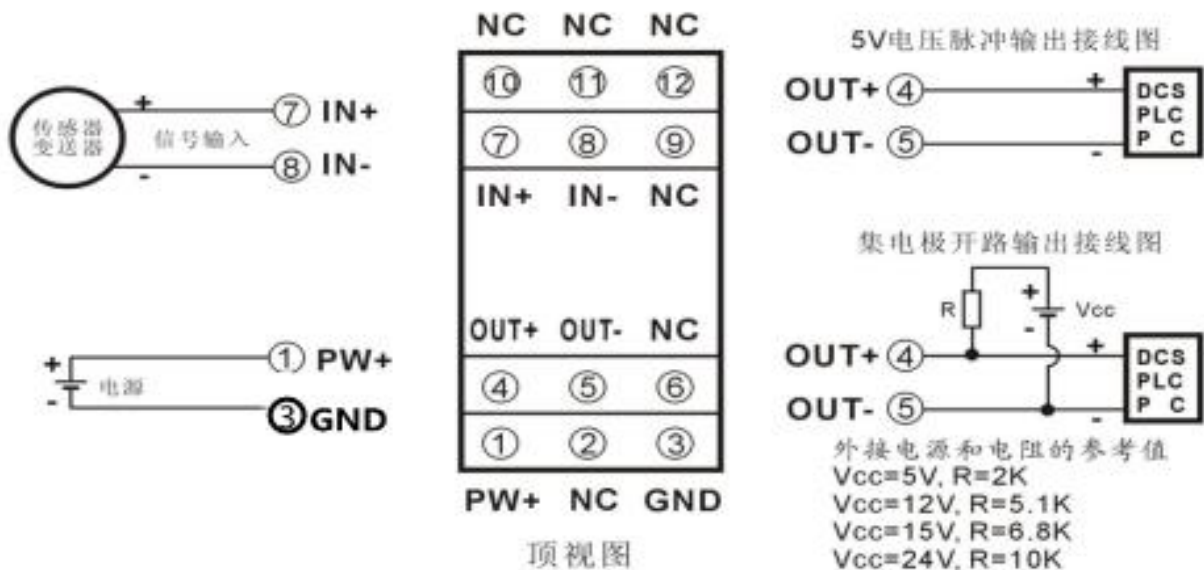 NC NC NC
⑩ ⑪ ⑫
⑦ ⑧ ⑨
IN+ IN- NC
OUT+ OUT- NC
④ ⑤ ⑥
① ② ③
PW+ NC GND
顶视图
传感器
变送器
+ 信号输入 ⑦ IN+
- ⑧ IN-
+ ① PW+
电源
- ③ GND
5V电压脉冲输出接线图
OUT+ ④ +
OUT- ⑤ -
DCS
PLC
P C
集电极开路输出接线图
R + Vcc
-
OUT+ ④ +
OUT- ⑤ -
DCS
PLC
P C
外接电源和电阻的参考值
Vcc=5V, R=2K
Vcc=12V, R=5.1K
Vcc=15V, R=6.8K
Vcc=24V, R=10K